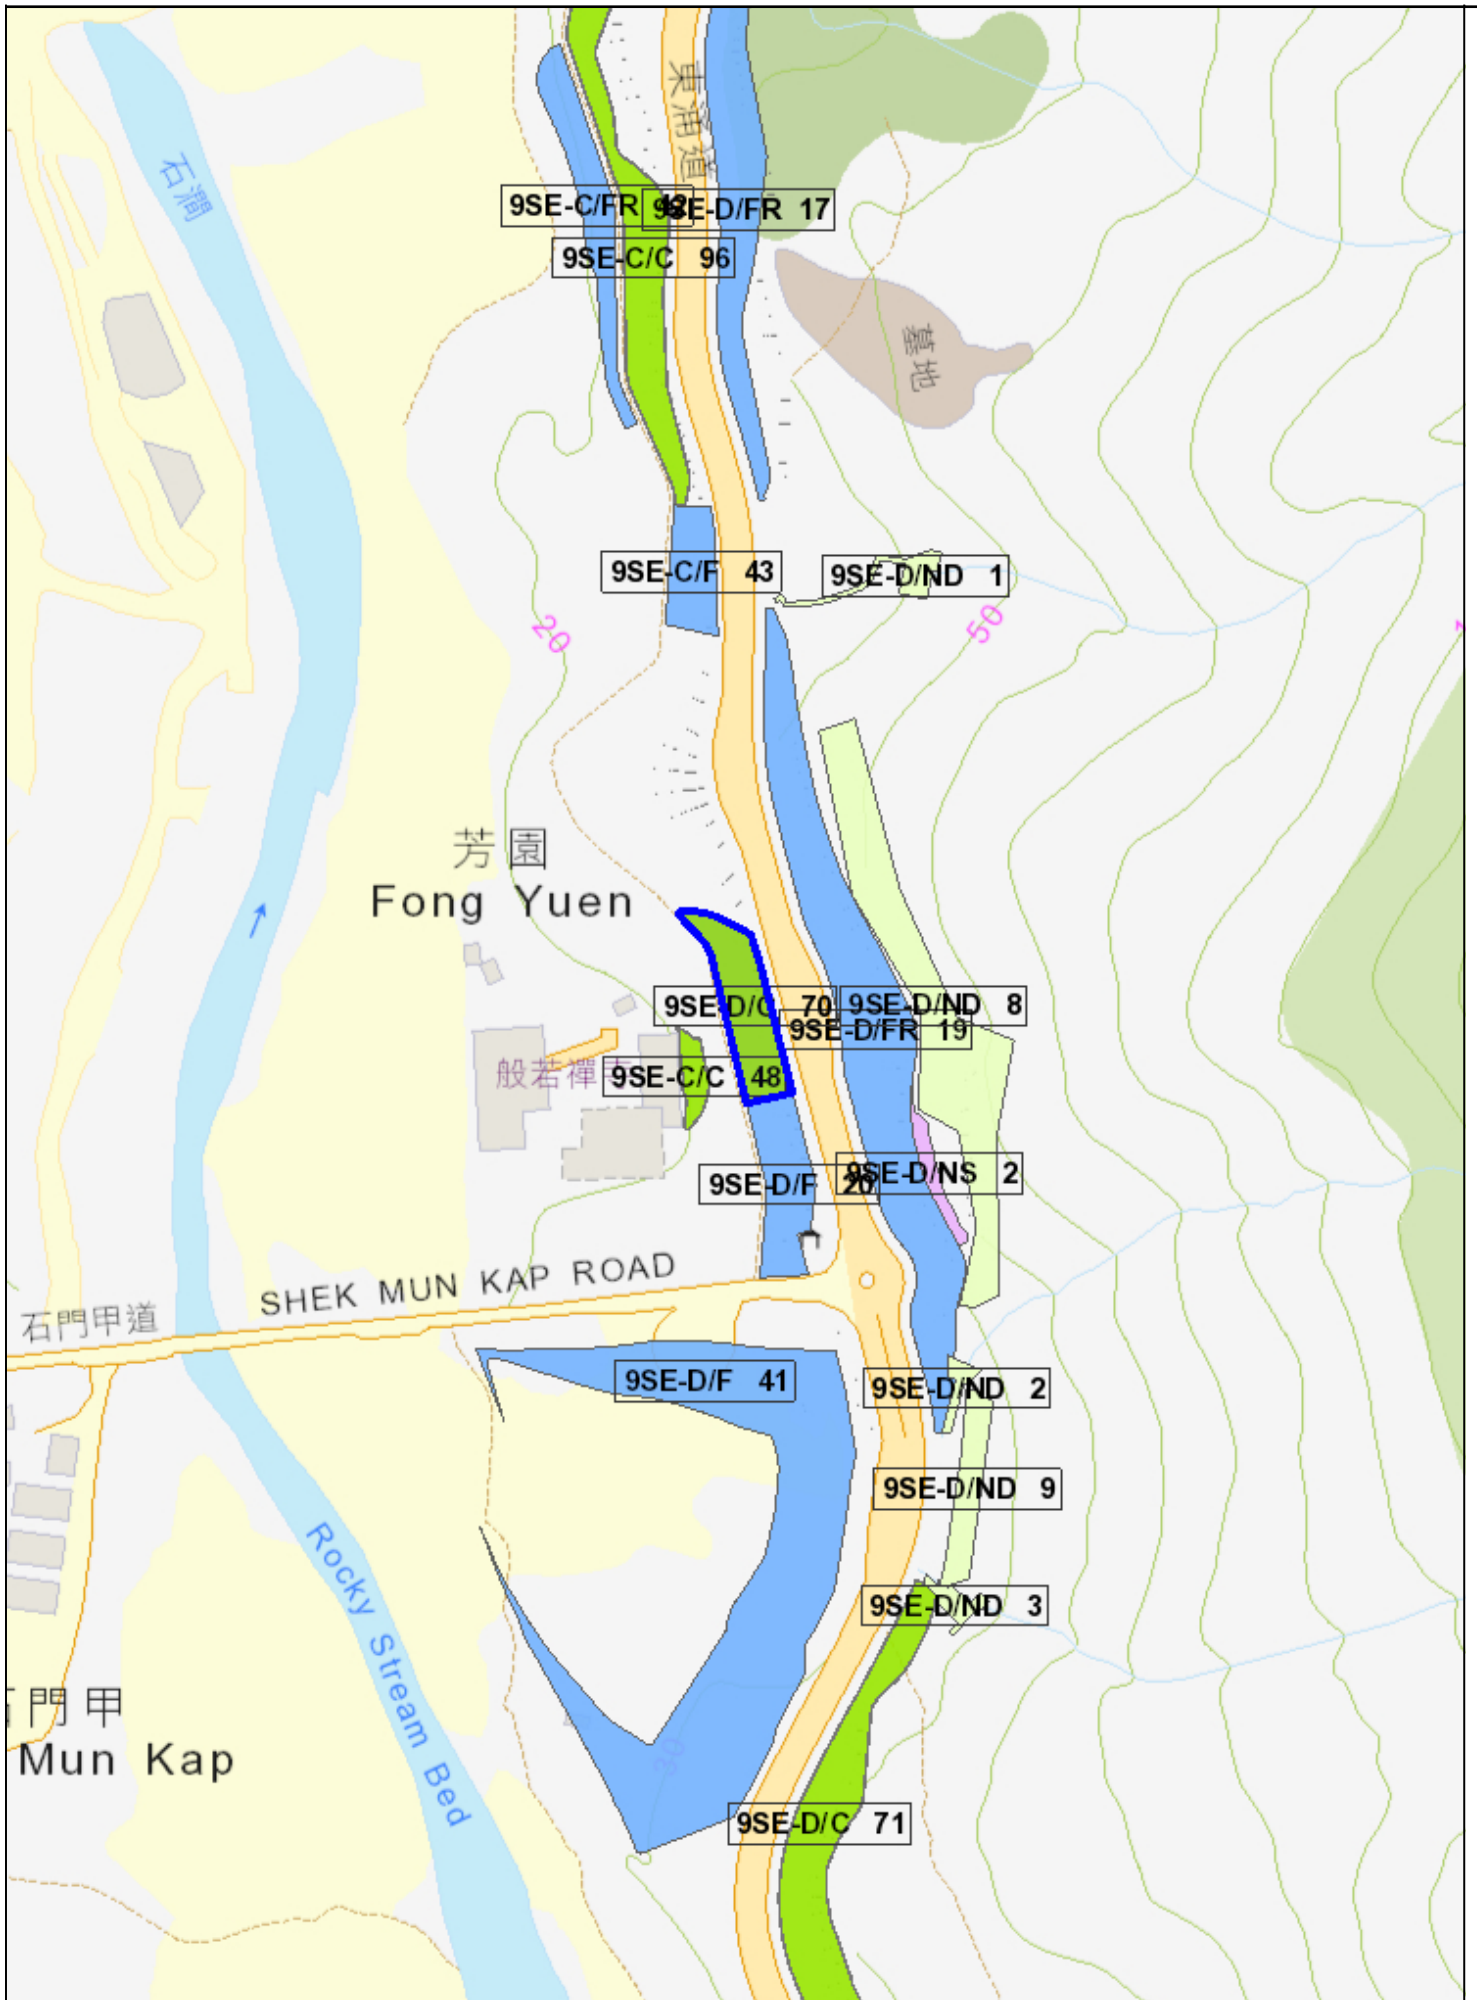 東涌道
石澗
9SE-C/FR 42
9SE-D/FR 17
9SE-C/C 96
墓地
9SE-C/F 43
9SE-D/ND 1
20
50
芳園
Fong Yuen
9SE-D/C 70
9SE-D/ND 8
9SE-D/FR 19
般若禪寺
9SE-C/C 48
9SE-D/NS 2
9SE-D/F 20
SHEK MUN KAP ROAD
石門甲道
9SE-D/F 41
9SE-D/ND 2
9SE-D/ND 9
Rocky Stream Bed
9SE-D/ND 3
門甲
Mun Kap
30
9SE-D/C 71